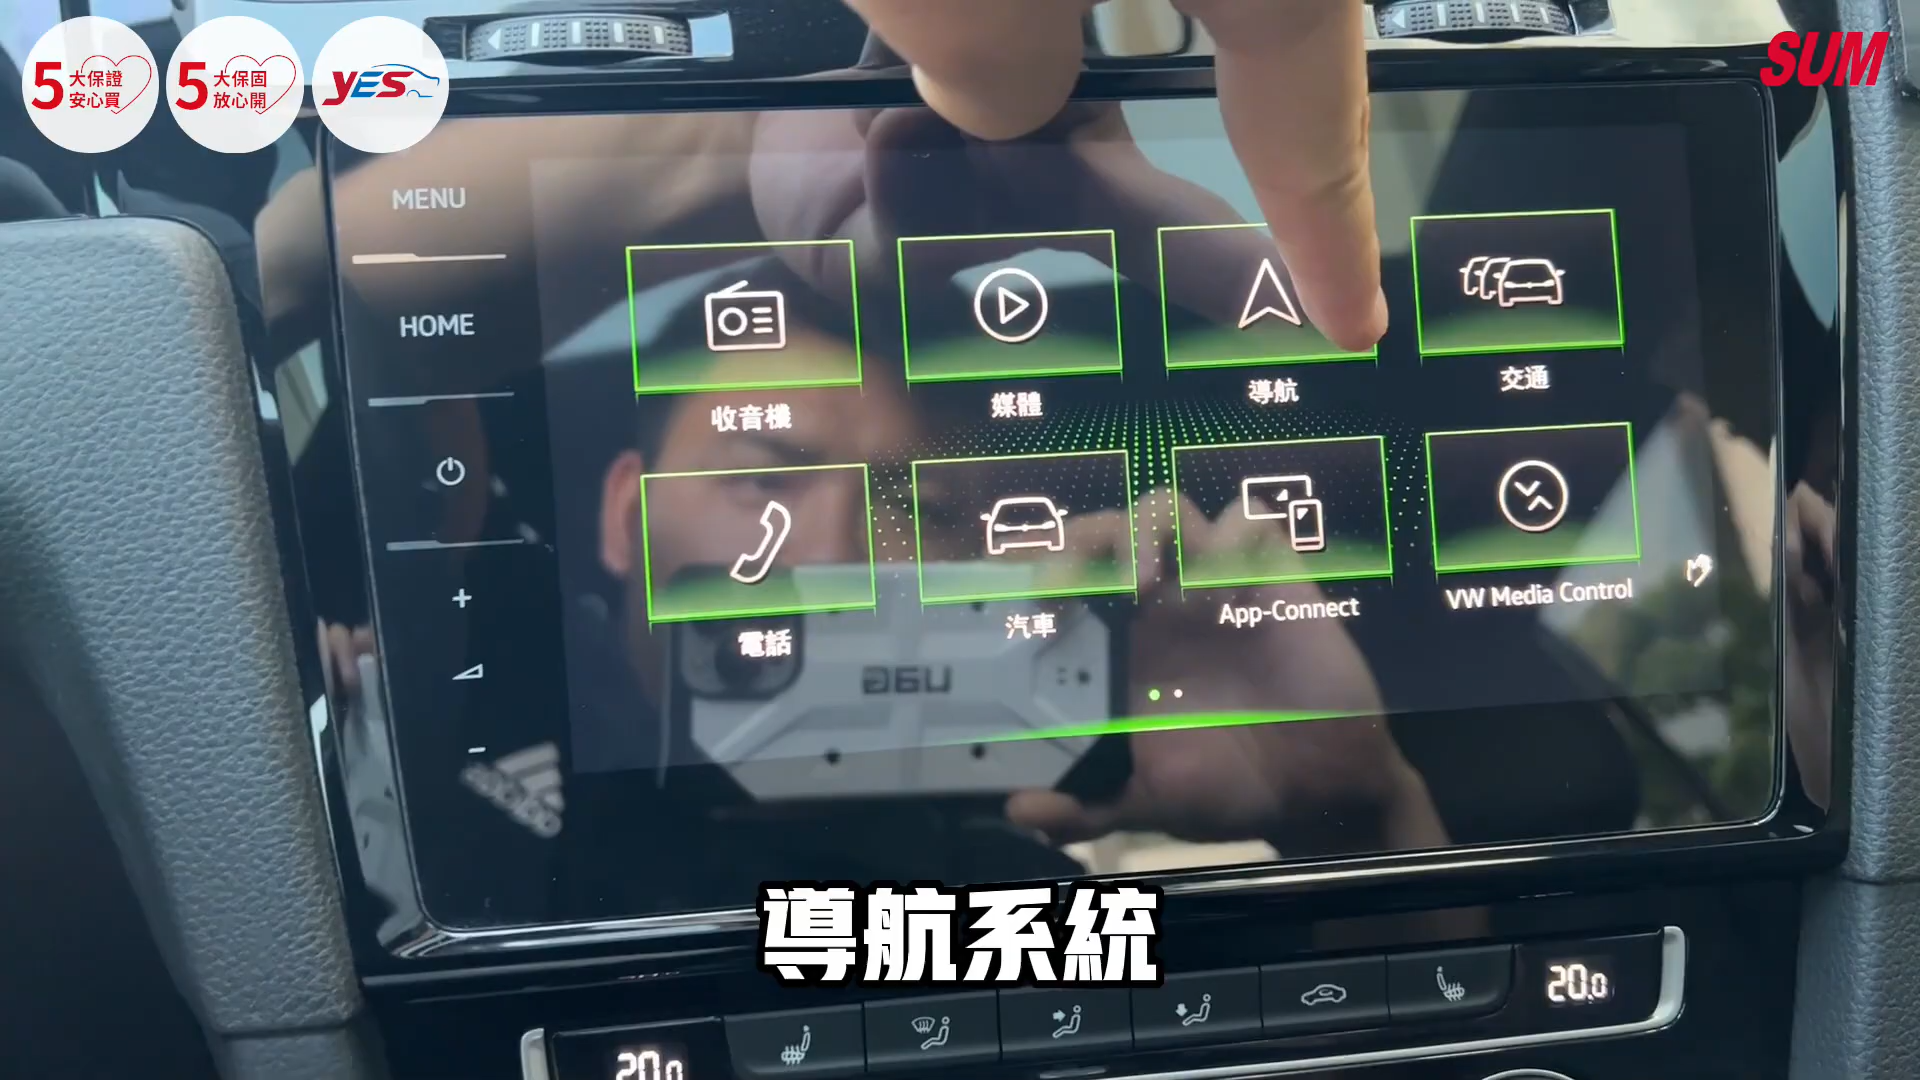 5大保證
安心買
5大保固
放心開
YES
SUM
MENU
HOME
收音機
媒體
導航
交通
電話
汽車
App-Connect
VW Media Control
adidas
導航系統
20.0
20.0